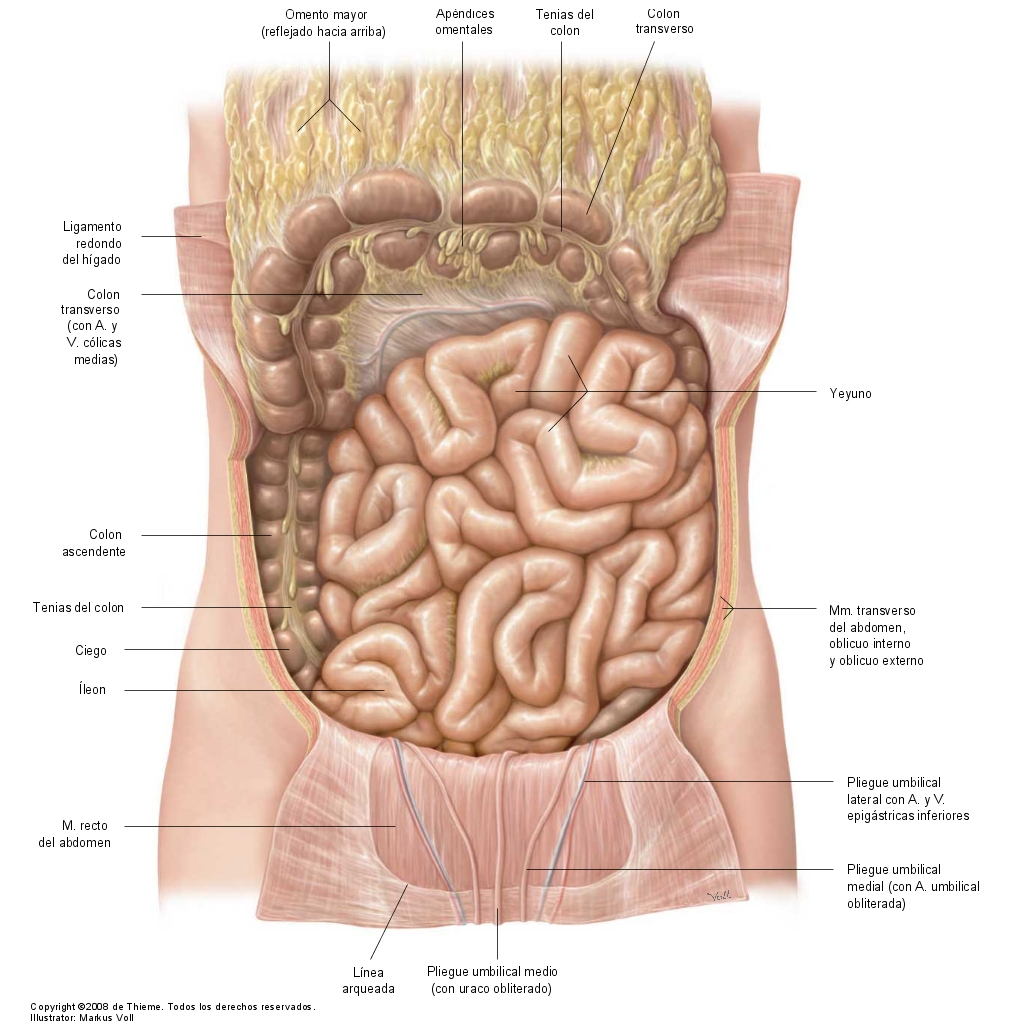 Omento mayor
(reflejado hacia arriba)
Apéndices
omentales
Tenias del
colon
Colon
transverso
Ligamento
redondo
del hígado
Colon
transverso
(con A. y
V. cólicas
medias)
Yeyuno
Colon
ascendente
Tenias del colon
Ciego
Íleon
Mm. transverso
del abdomen,
oblicuo interno
y oblicuo externo
M. recto
del abdomen
Pliegue umbilical
lateral con A. y V.
epigástricas inferiores
Pliegue umbilical
medial (con A. umbilical
obliterada)
Línea
arqueada
Pliegue umbilical medio
(con uraco obliterado)
Copyright ©2008 de Thieme. Todos los derechos reservados.
Illustrator: Markus Voll